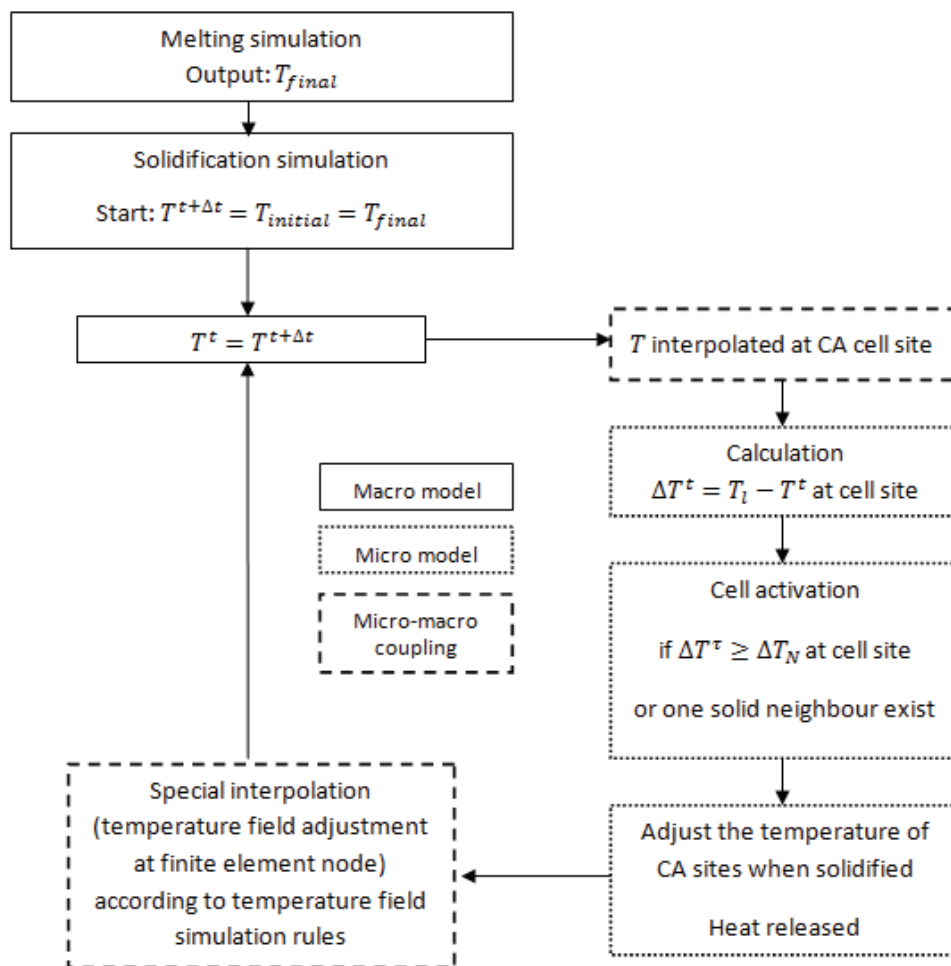 Melting simulation
Output: T_final
Solidification simulation
Start: T^{t+Δt} = T_initial = T_final
T^t = T^{t+Δt}
T interpolated at CA cell site
Calculation
ΔT^t = T_l − T^t at cell site
Macro model
Micro model
Micro-macro
coupling
Cell activation
if ΔT^τ ≥ ΔT_N at cell site
or one solid neighbour exist
Special interpolation
(temperature field adjustment
at finite element node)
according to temperature field
simulation rules
Adjust the temperature of
CA sites when solidified
Heat released